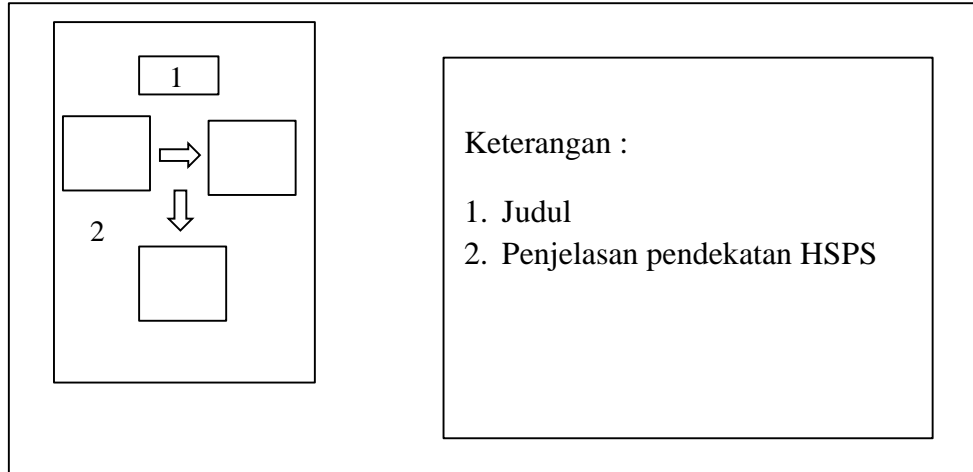 1
2
Keterangan :
1. Judul
2. Penjelasan pendekatan HSPS